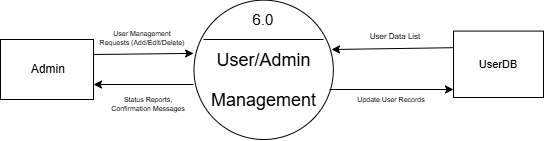 6.0
User/Admin
Management
Admin
User Management
Requests (Add/Edit/Delete)
Status Reports,
Confirmation Messages
User Data List
Update User Records
UserDB